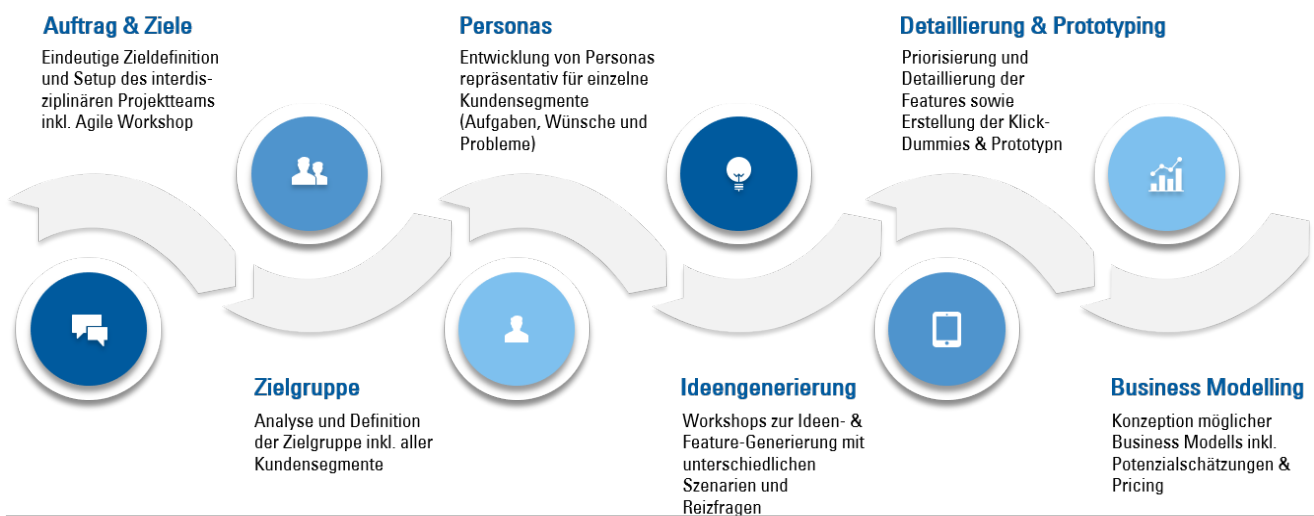 Auftrag & Ziele
Eindeutige Zieldefinition
und Setup des interdis-
ziplinären Projektteams
inkl. Agile Workshop
Zielgruppe
Analyse und Definition
der Zielgruppe inkl. aller
Kundensegmente
Personas
Entwicklung von Personas
repräsentativ für einzelne
Kundensegmente
(Aufgaben, Wünsche und
Probleme)
Ideengenerierung
Workshops zur Ideen- &
Feature-Generierung mit
unterschiedlichen
Szenarien und
Reizfragen
Detaillierung & Prototyping
Priorisierung und
Detaillierung der
Features sowie
Erstellung der Klick-
Dummies & Prototypn
Business Modelling
Konzeption möglicher
Business Modells inkl.
Potenzialschätzungen &
Pricing